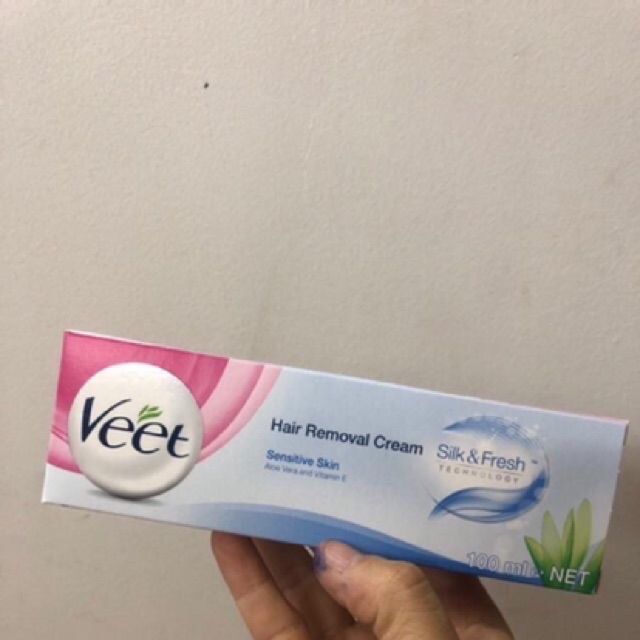 Veet
Hair Removal Cream
Sensitive Skin
Aloe Vera and Vitamin E
Silk & Fresh
TECHNOLOGY
100 ml e NET